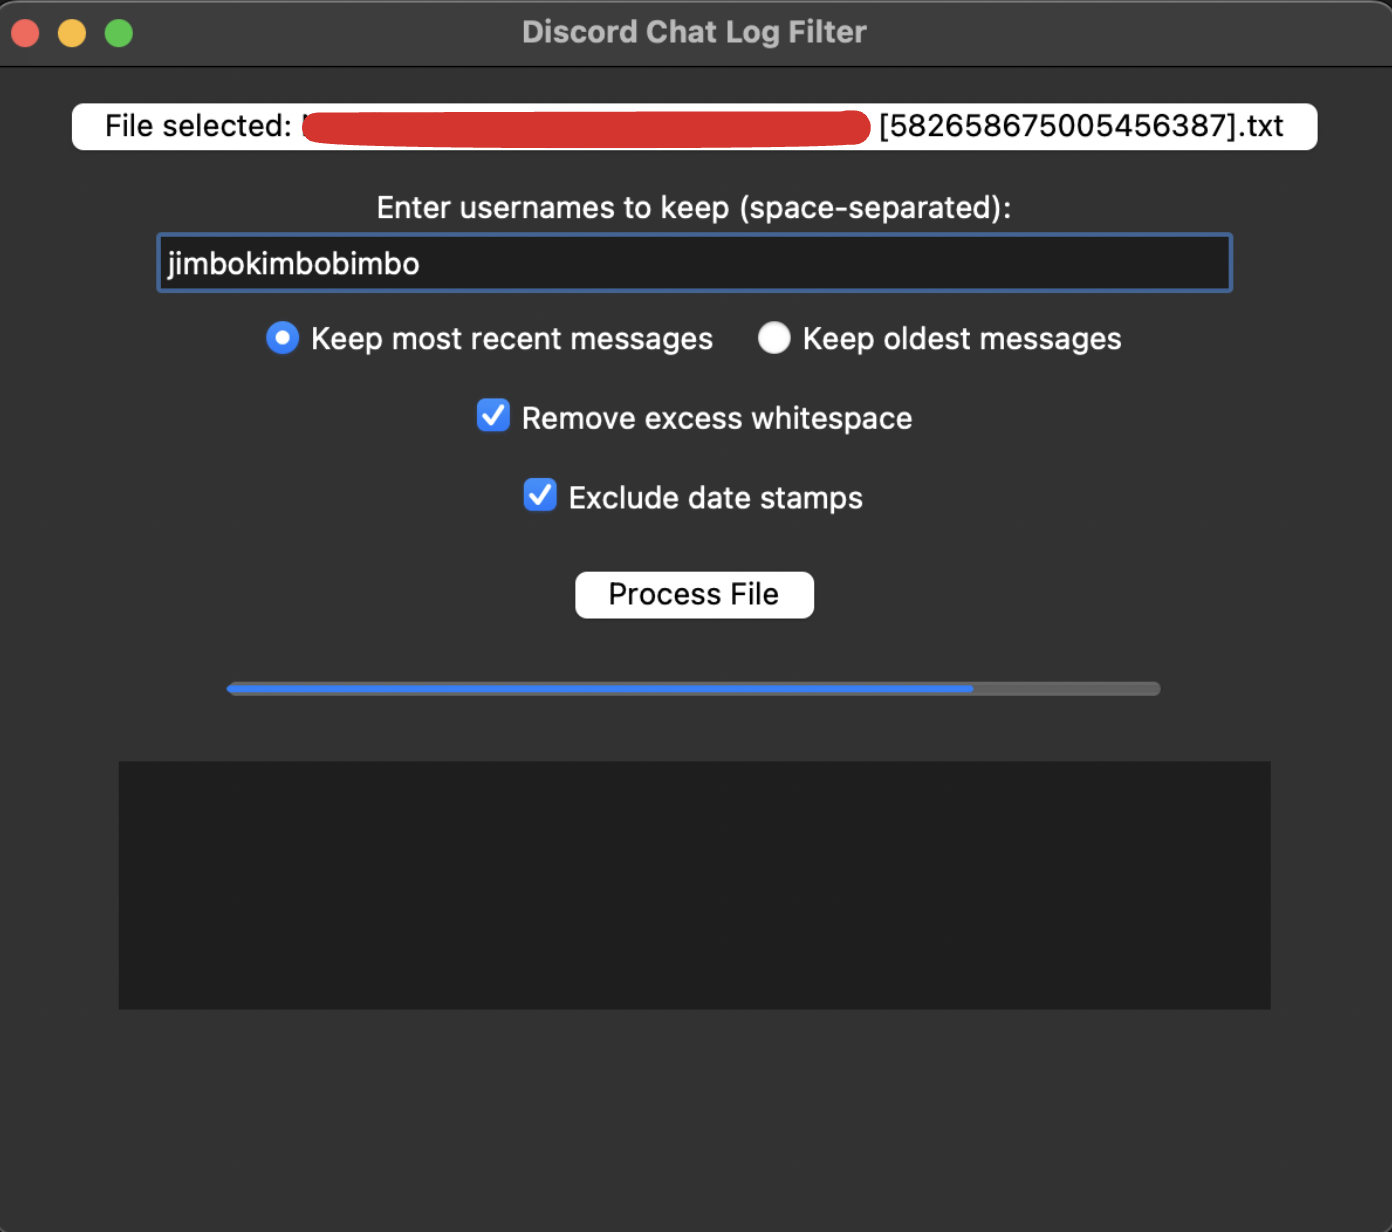 Discord Chat Log Filter
File selected: [582658675005456387].txt
Enter usernames to keep (space-separated):
jimbokimbobimbo
Keep most recent messages Keep oldest messages
Remove excess whitespace
Exclude date stamps
Process File